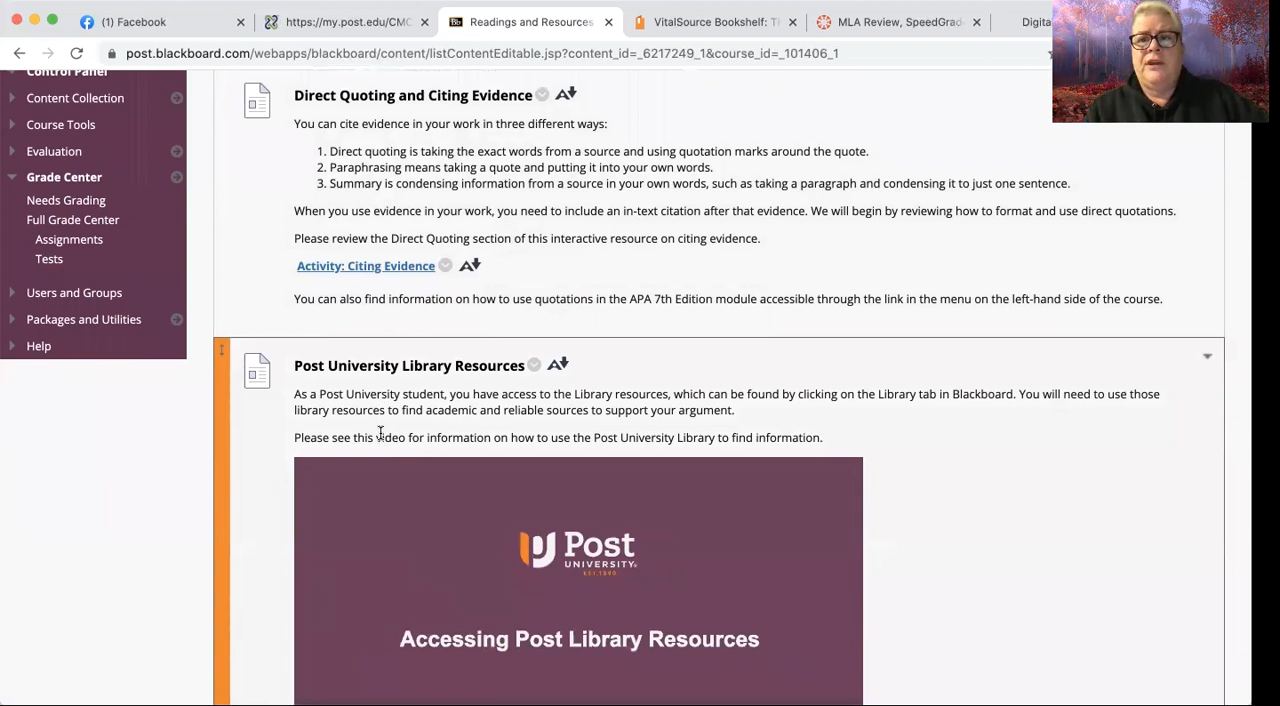 (1) Facebook
https://my.post.edu/CMC
Readings and Resources
VitalSource Bookshelf: Th
MLA Review, SpeedGrade
Digita
post.blackboard.com/webapps/blackboard/content/listContentEditable.jsp?content_id=_6217249_1&course_id=_101406_1
Control Panel
Content Collection
Course Tools
Evaluation
Grade Center
Needs Grading
Full Grade Center
Assignments
Tests
Users and Groups
Packages and Utilities
Help
Direct Quoting and Citing Evidence
You can cite evidence in your work in three different ways:
1. Direct quoting is taking the exact words from a source and using quotation marks around the quote.
2. Paraphrasing means taking a quote and putting it into your own words.
3. Summary is condensing information from a source in your own words, such as taking a paragraph and condensing it to just one sentence.
When you use evidence in your work, you need to include an in-text citation after that evidence. We will begin by reviewing how to format and use direct quotations.
Please review the Direct Quoting section of this interactive resource on citing evidence.
Activity: Citing Evidence
You can also find information on how to use quotations in the APA 7th Edition module accessible through the link in the menu on the left-hand side of the course.
Post University Library Resources
As a Post University student, you have access to the Library resources, which can be found by clicking on the Library tab in Blackboard. You will need to use those
library resources to find academic and reliable sources to support your argument.
Please see this video for information on how to use the Post University Library to find information.
Post
UNIVERSITY
EST.1890
Accessing Post Library Resources